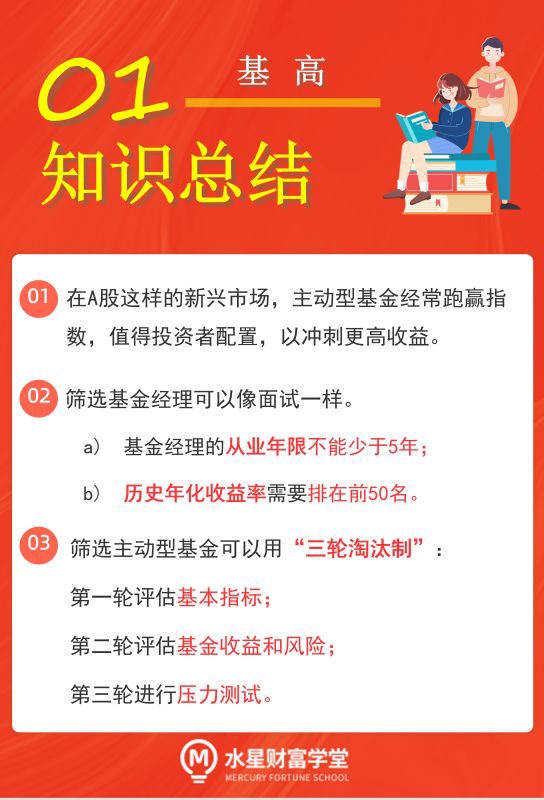 01
基 高
知识总结
01 在A股这样的新兴市场，主动型基金经常跑赢指
数，值得投资者配置，以冲刺更高收益。
02 筛选基金经理可以像面试一样。
a) 基金经理的从业年限不能少于5年；
b) 历史年化收益率需要排在前50名。
03 筛选主动型基金可以用“三轮淘汰制”：
第一轮评估基本指标；
第二轮评估基金收益和风险；
第三轮进行压力测试。
水星财富学堂
MERCURY FORTUNE SCHOOL